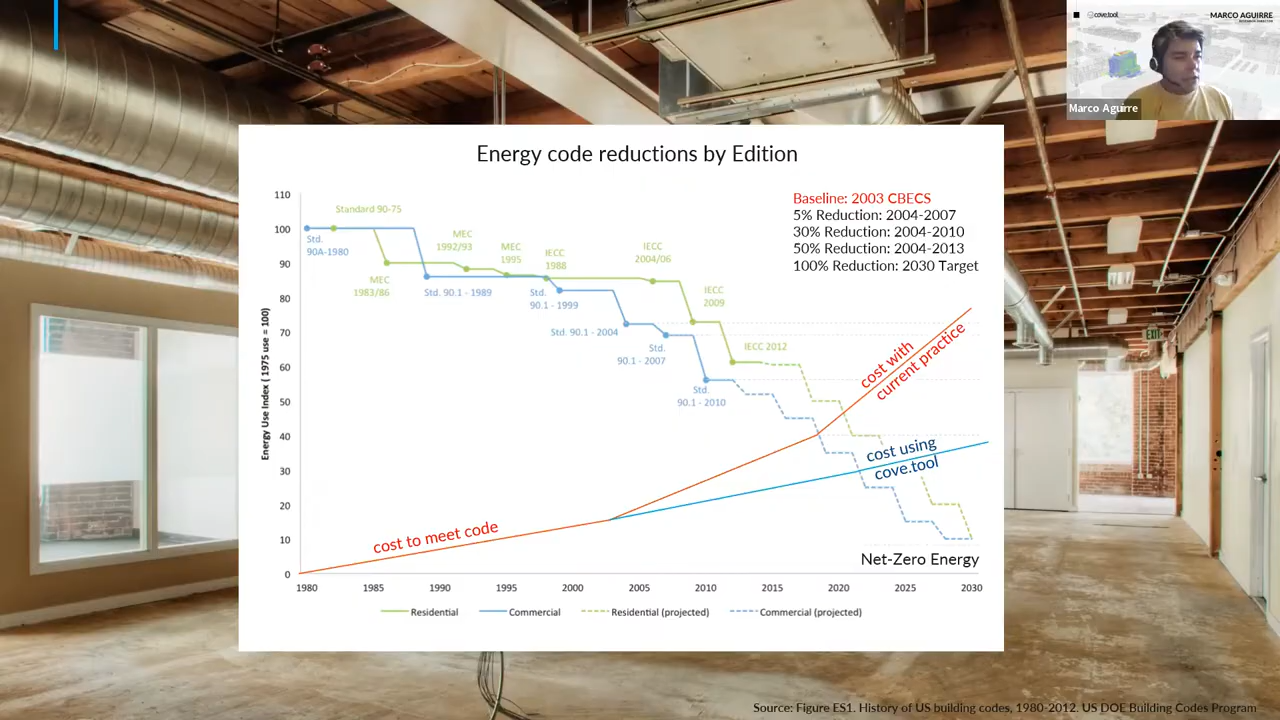 cove.tool
MARCO AGUIRRE
Marco Aguirre
EXIT
Energy code reductions by Edition
Baseline: 2003 CBECS
5% Reduction: 2004-2007
30% Reduction: 2004-2010
50% Reduction: 2004-2013
100% Reduction: 2030 Target
Energy Use Index ( 1975 use = 100)
110
100
90
80
70
60
50
40
30
20
10
0
Standard 90-75
Std.
90A-1980
MEC
1983/86
MEC
1992/93
MEC
1995
IECC
1988
IECC
2004/06
IECC
2009
IECC 2012
Std. 90.1 - 1989
Std.
90.1 - 1999
Std. 90.1 - 2004
Std.
90.1 - 2007
Std.
90.1 - 2010
cost with
current practice
cost using
cove.tool
cost to meet code
Net-Zero Energy
1980
1985
1990
1995
2000
2005
2010
2015
2020
2025
2030
Residential
Commercial
Residential (projected)
Commercial (projected)
Source: Figure ES1. History of US building codes, 1980-2012. US DOE Building Codes Program